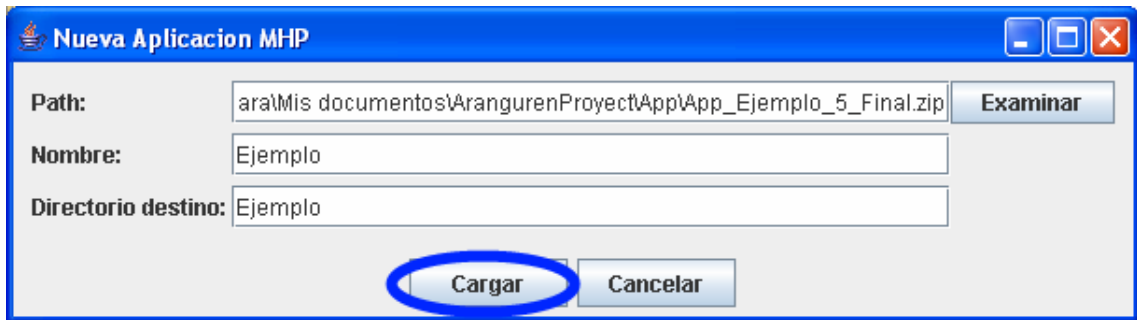 Nueva Aplicacion MHP
Path: ara\Mis documentos\ArangurenProyect\App\App_Ejemplo_5_Final.zip Examinar
Nombre: Ejemplo
Directorio destino: Ejemplo
Cargar Cancelar